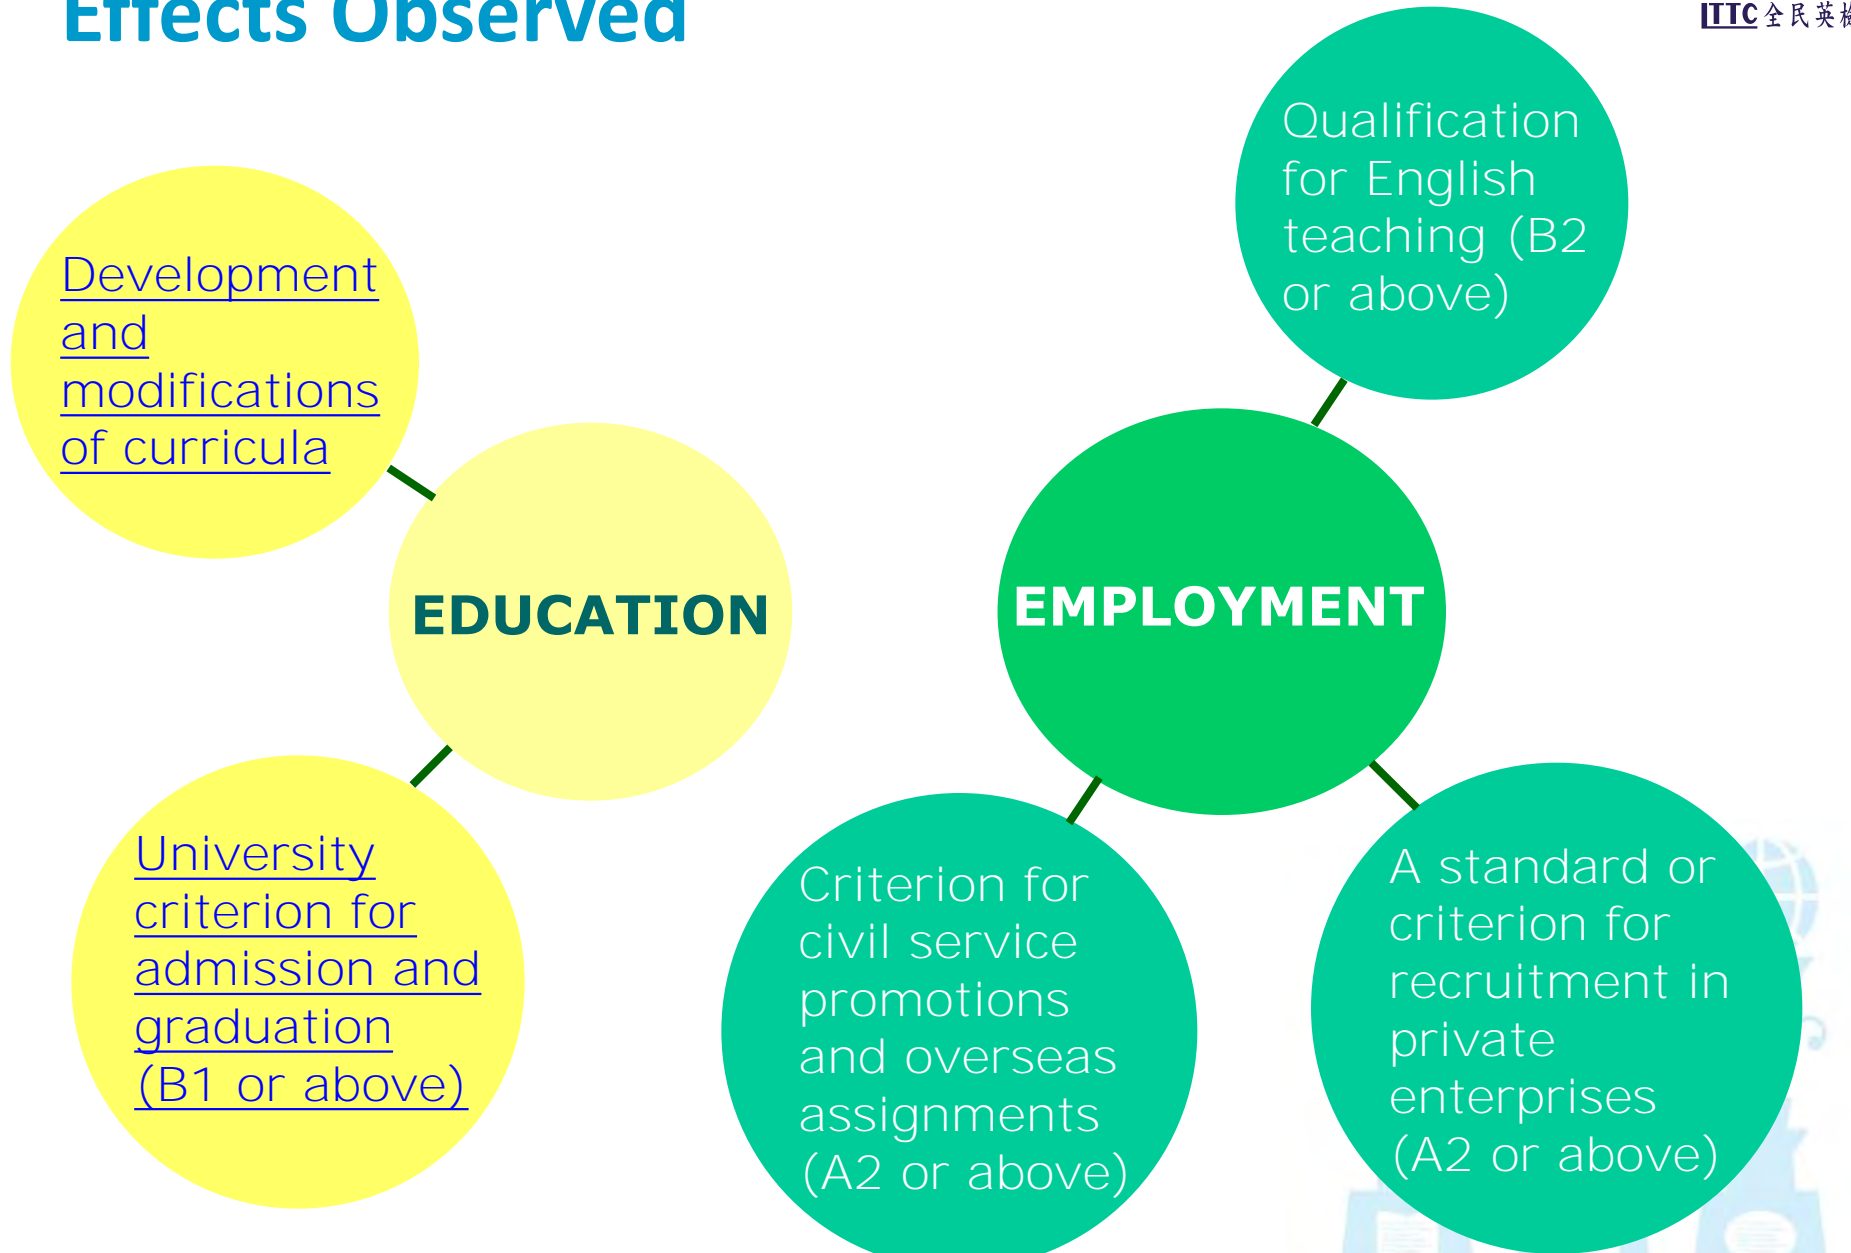 Effects Observed
LTTC 全民英檢
Development
and
modifications
of curricula
EDUCATION
University
criterion for
admission and
graduation
(B1 or above)
Qualification
for English
teaching (B2
or above)
EMPLOYMENT
Criterion for
civil service
promotions
and overseas
assignments
(A2 or above)
A standard or
criterion for
recruitment in
private
enterprises
(A2 or above)